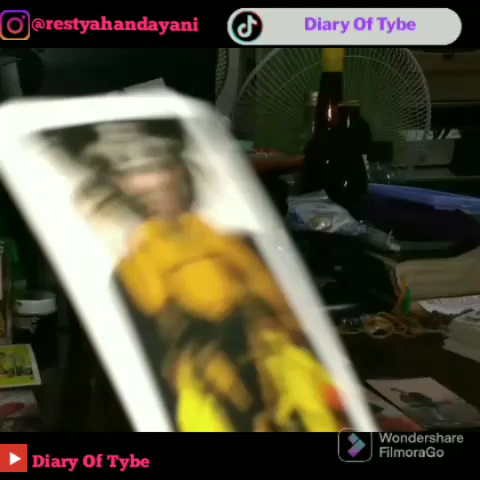 @restyahandayani
Diary Of Tybe
Wondershare
FilmoraGo
Diary Of Tybe